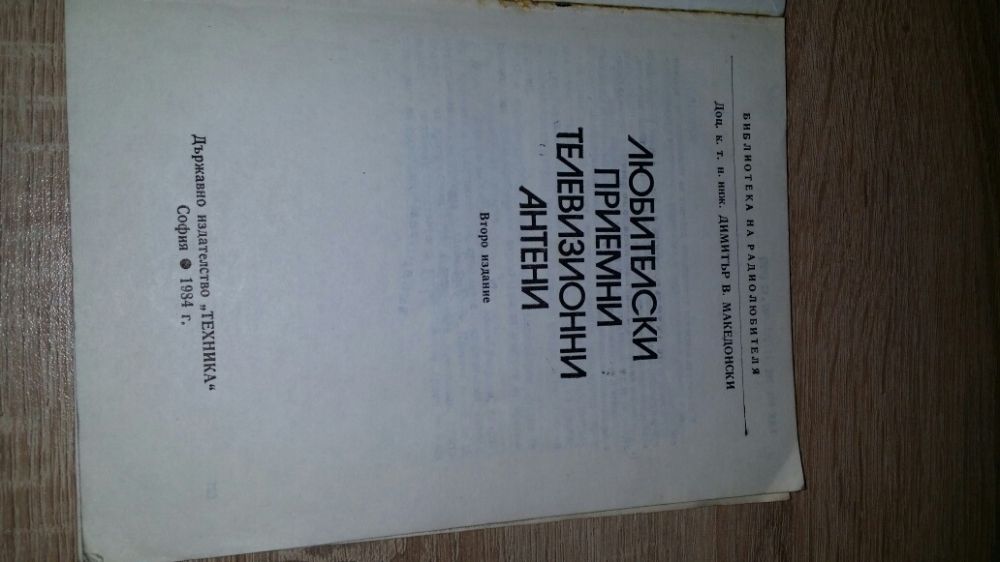 БИБЛИОТЕКА НА РАДИОЛЮБИТЕЛЯ
Доц. к. т. н. инж. ДИМИТЪР В. МАКЕДОНСКИ
ЛЮБИТЕЛСКИ
ПРИЕМНИ
ТЕЛЕВИЗИОННИ
АНТЕНИ
Второ издание
Държавно издателство „ТЕХНИКА“
София ● 1984 г.